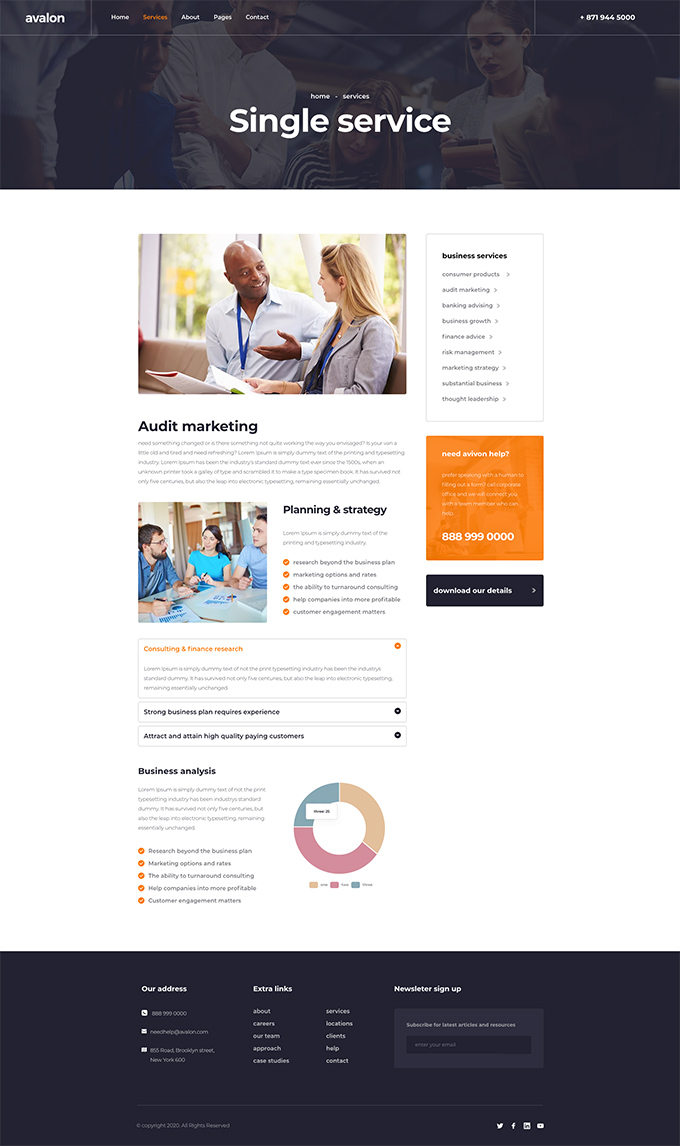 avalon
Home Services About Pages Contact
+ 871 944 5000
home - services
Single service
business services
consumer products
audit marketing
banking advising
business growth
finance advice
risk management
marketing strategy
substantial business
thought leadership
Audit marketing
need something changed or is there something not quite working the way you envisaged? Is your van a
little old and tired and need refreshing? Lorem Ipsum is simply dummy text of the printing and typesetting
industry. Lorem Ipsum has been the industry's standard dummy text ever since the 1500s, when an
unknown printer took a galley of type and scrambled it to make a type specimen book. It has survived not
only five centuries, but also the leap into electronic typesetting, remaining essentially unchanged.
need avivon help?
prefer speaking with a human to
filling out a form? call corporate
office and we will connect you
with a team member who can
help.
888 999 0000
download our details
Planning & strategy
Lorem Ipsum is simply dummy text of the
printing and typesetting industry.
research beyond the business plan
marketing options and rates
the ability to turnaround consulting
help companies into more profitable
customer engagement matters
Consulting & finance research
Lorem Ipsum is simply dummy text of not the print typesetting industry has been the industrys
standard dummy text. It has survived not only five centuries, but also the leap into electronic typesetting,
remaining essentially unchanged.
Strong business plan requires experience
Attract and attain high quality paying customers
Business analysis
Lorem Ipsum is simply dummy text of not the print
typesetting industry has been industrys standard
dummy text. It has survived not only five centuries, but
also the leap into electronic typesetting, remaining
essentially unchanged.
Research beyond the business plan
Marketing options and rates
The ability to turnaround consulting
Help companies into more profitable
Customer engagement matters
three: 25
one two three
Our address
888 999 0000
needhelp@avalon.com
855 Road, Brooklyn street,
New York 600
Extra links
about services
careers locations
our team clients
approach help
case studies contact
Newsleter sign up
Subscribe for latest articles and resources
enter your email
© copyright 2020. All Rights Reserved